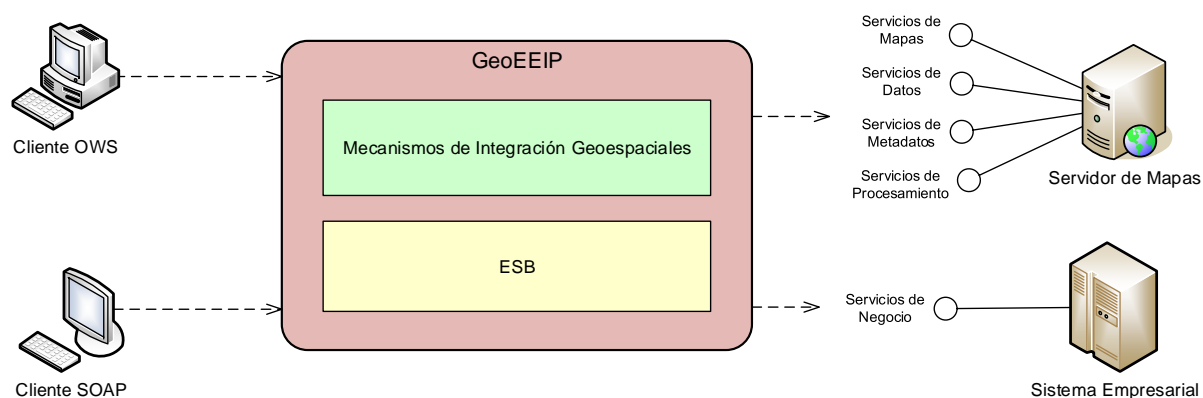 Cliente OWS
Cliente SOAP
GeoEEIP
Mecanismos de Integración Geoespaciales
ESB
Servicios de
Mapas
Servicios de
Datos
Servicios de
Metadatos
Servicios de
Procesamiento
Servidor de Mapas
Servicios de
Negocio
Sistema Empresarial